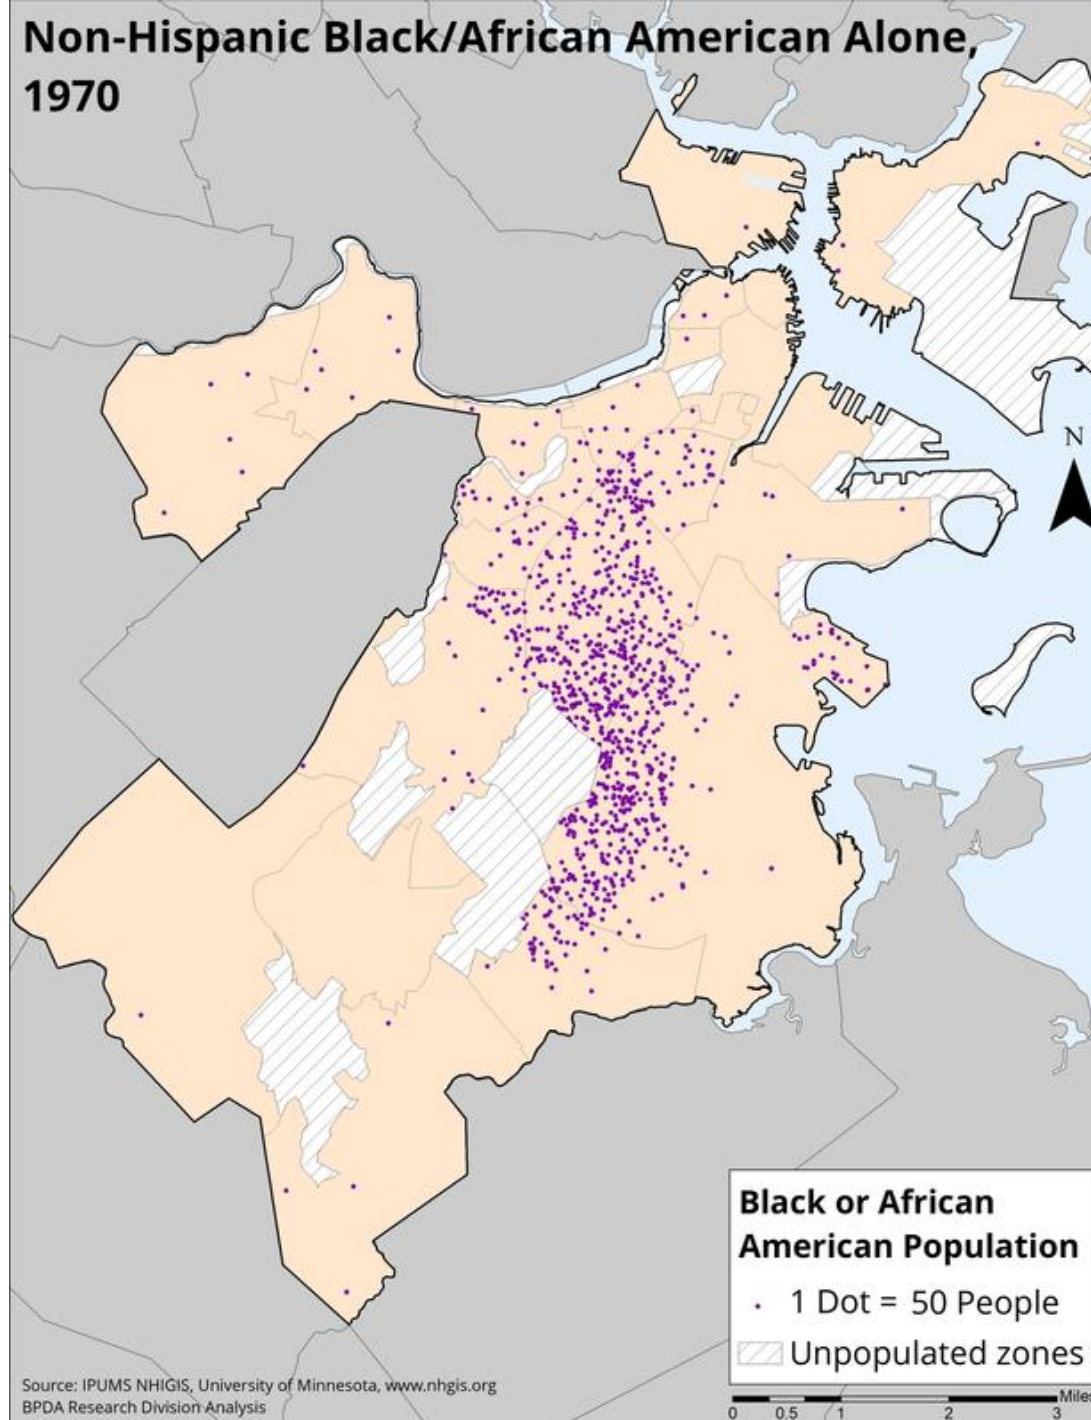 Non-Hispanic Black/African American Alone,
1970
N
Black or African
American Population
1 Dot = 50 People
Unpopulated zones
Source: IPUMS NHIGIS, University of Minnesota, www.nhgis.org
BPDA Research Division Analysis
Miles
0 0.5 1 2 3